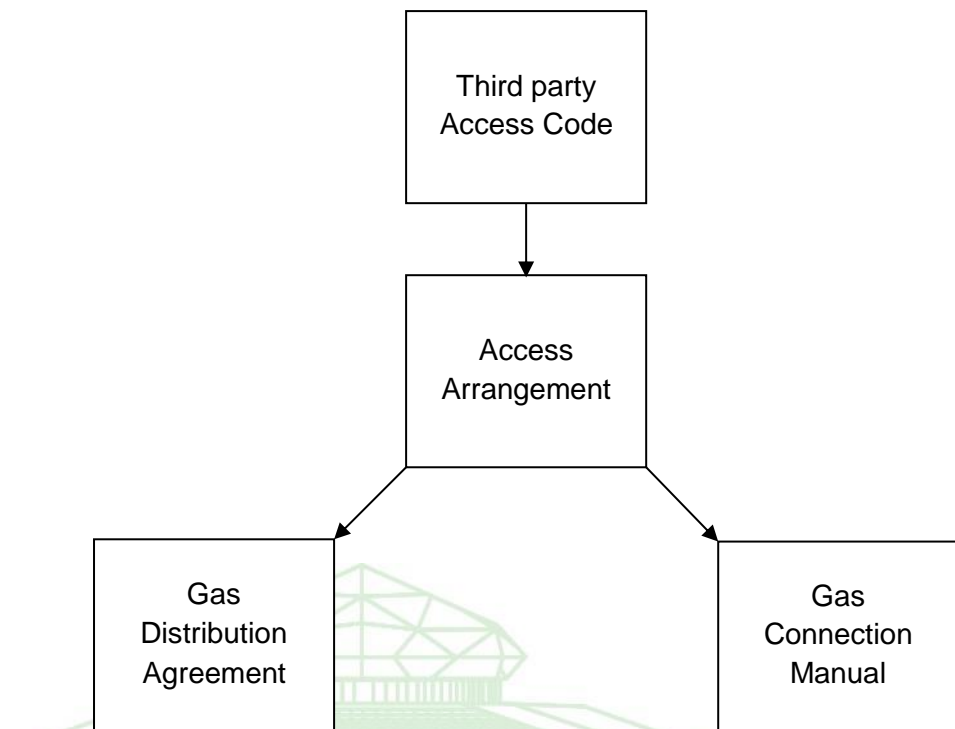 Third party
Access Code
Access
Arrangement
Gas
Distribution
Agreement
Gas
Connection
Manual